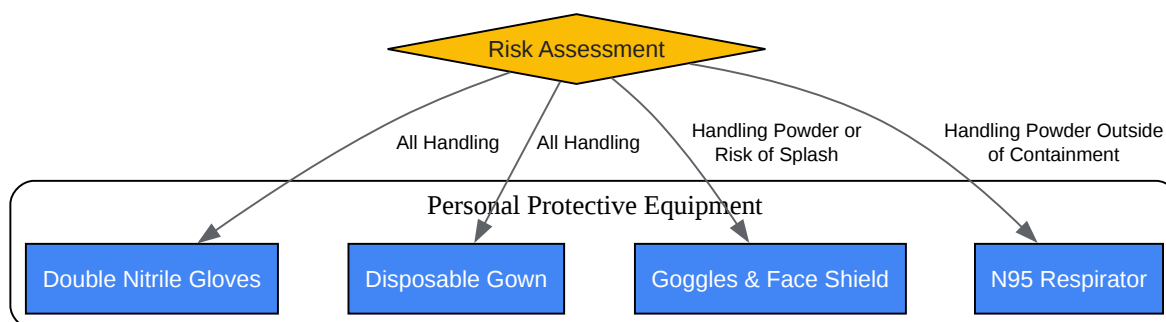 Risk Assessment
All Handling
All Handling
Handling Powder or
Risk of Splash
Handling Powder Outside
of Containment
Personal Protective Equipment
Double Nitrile Gloves
Disposable Gown
Goggles & Face Shield
N95 Respirator